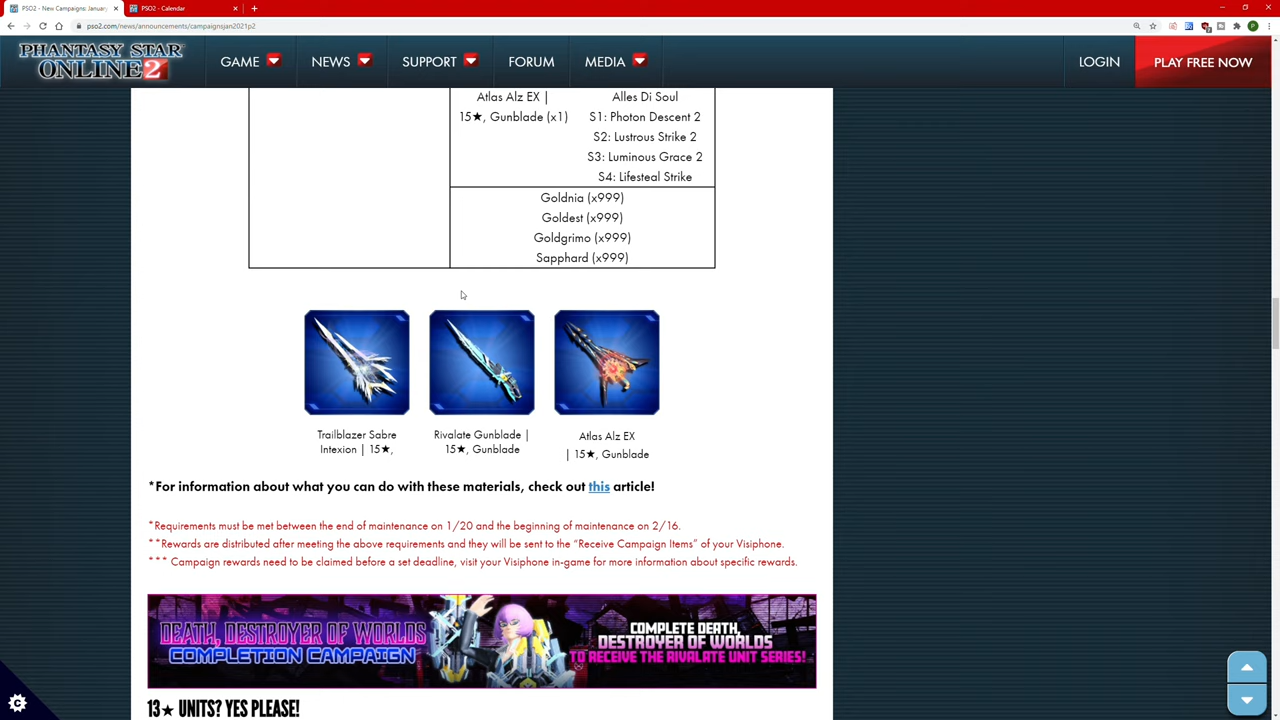 PSO2 - New Campaigns: Januar
PSO2 - Calendar
pso2.com/news/announcements/campaignsjan2021p2
PHANTASY STAR
ONLINE 2
GAME
NEWS
SUPPORT
FORUM
MEDIA
LOGIN
PLAY FREE NOW
Atlas Alz EX |
15★, Gunblade (x1)
Alles Di Soul
S1: Photon Descent 2
S2: Lustrous Strike 2
S3: Luminous Grace 2
S4: Lifesteal Strike
Goldnia (x999)
Goldest (x999)
Goldgrimo (x999)
Sapphard (x999)
Trailblazer Sabre
Intexion | 15★,
Rivalate Gunblade |
15★, Gunblade
Atlas Alz EX
| 15★, Gunblade
*For information about what you can do with these materials, check out this article!
*Requirements must be met between the end of maintenance on 1/20 and the beginning of maintenance on 2/16.
**Rewards are distributed after meeting the above requirements and they will be sent to the "Receive Campaign Items" of your Visiphone.
*** Campaign rewards need to be claimed before a set deadline, visit your Visiphone in-game for more information about specific rewards.
DEATH, DESTROYER OF WORLDS
COMPLETION CAMPAIGN
COMPLETE DEATH,
DESTROYER OF WORLDS
TO RECEIVE THE RIVALATE UNIT SERIES!
13★ UNITS? YES PLEASE!